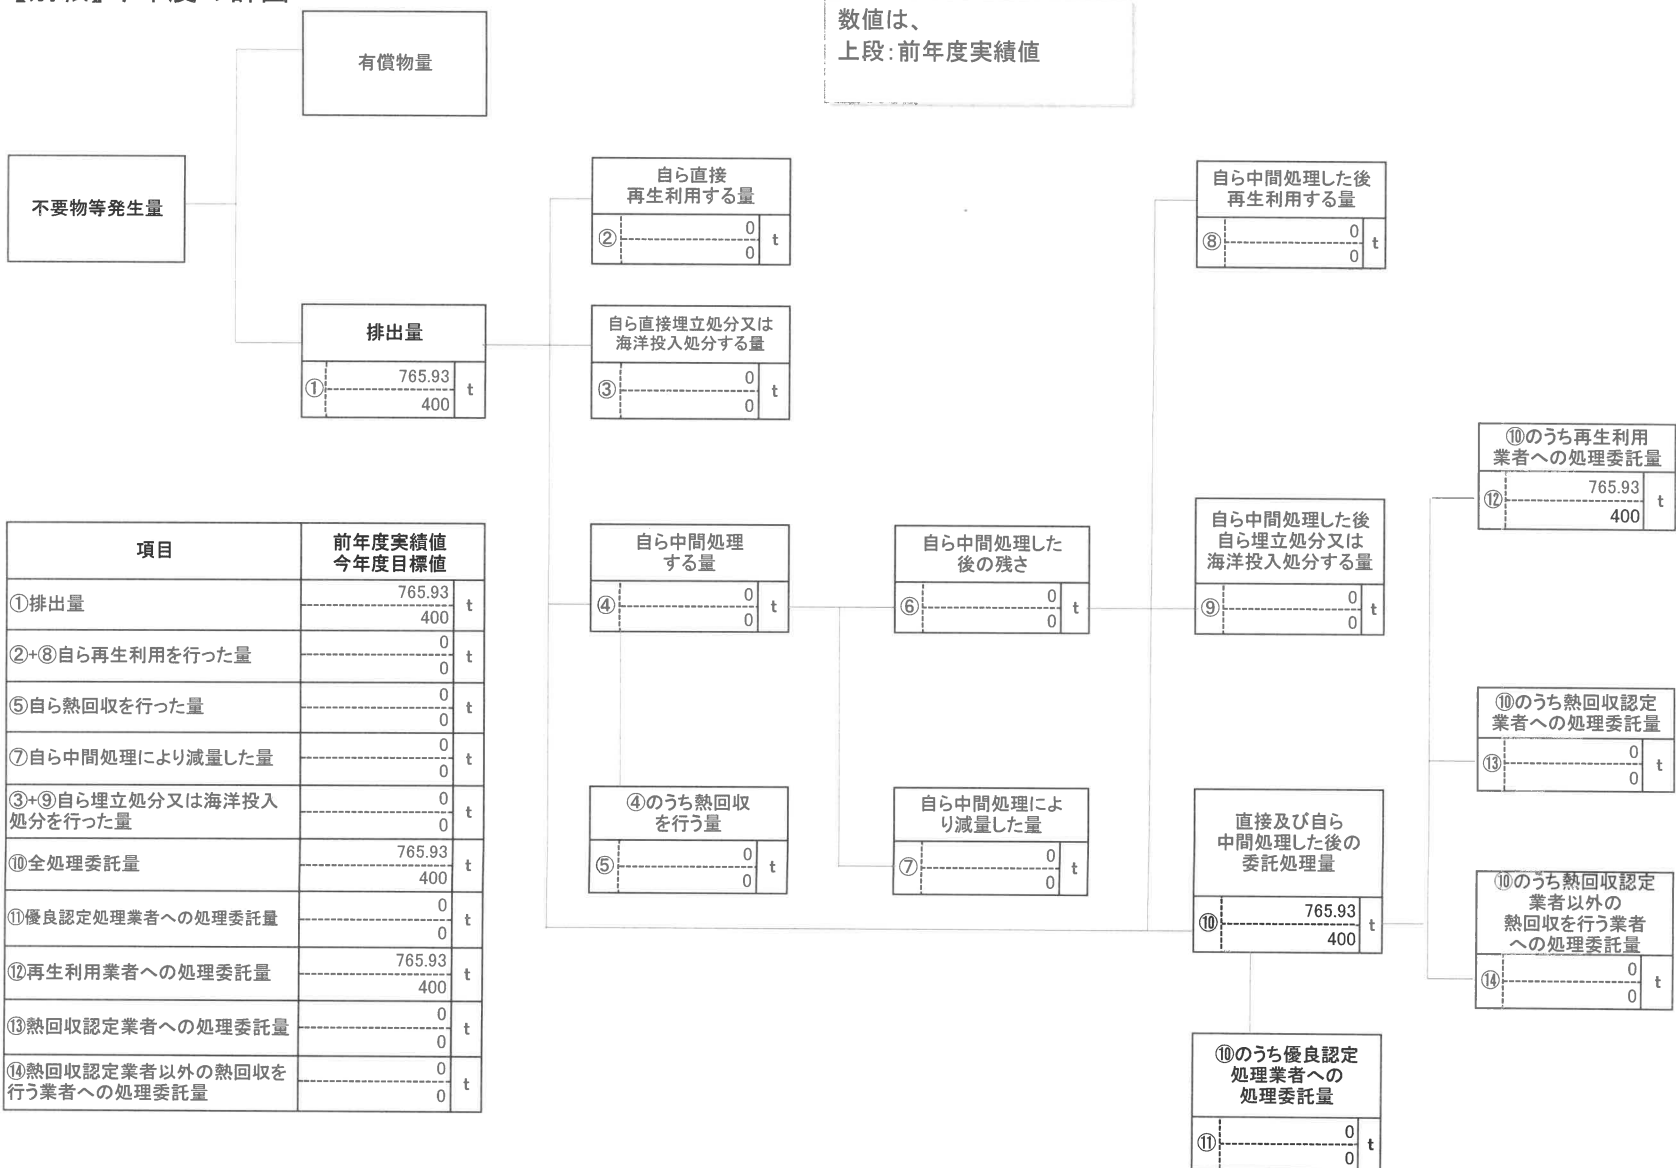 数値は、
上段：前年度実績値
有償物量
不要物等発生量
排出量
① 765.93 t
400
自ら直接
再生利用する量
② 0 t
0
自ら直接埋立処分又は
海洋投入処分する量
③ 0 t
0
自ら中間処理
する量
④ 0 t
0
④のうち熱回収
を行う量
⑤ 0 t
0
自ら中間処理した
後の残さ
⑥ 0 t
0
自ら中間処理によ
り減量した量
⑦ 0 t
0
自ら中間処理した後
再生利用する量
⑧ 0 t
0
自ら中間処理した後
自ら埋立処分又は
海洋投入処分する量
⑨ 0 t
0
直接及び自ら
中間処理した後の
委託処理量
⑩ 765.93 t
400
⑩のうち優良認定
処理業者への
処理委託量
⑪ 0 t
0
⑩のうち再生利用
業者への処理委託量
⑫ 765.93 t
400
⑩のうち熱回収認定
業者への処理委託量
⑬ 0 t
0
⑩のうち熱回収認定
業者以外の
熱回収を行う業者
への処理委託量
⑭ 0 t
0
項目 前年度実績値
今年度目標値
①排出量 765.93 t
400
②+⑧自ら再生利用を行った量 0 t
0
⑤自ら熱回収を行った量 0 t
0
⑦自ら中間処理により減量した量 0 t
0
③+⑨自ら埋立処分又は海洋投入
処分を行った量 0 t
0
⑩全処理委託量 765.93 t
400
⑪優良認定処理業者への処理委託量 0 t
0
⑫再生利用業者への処理委託量 765.93 t
400
⑬熱回収認定業者への処理委託量 0 t
0
⑭熱回収認定業者以外の熱回収を
行う業者への処理委託量 0 t
0